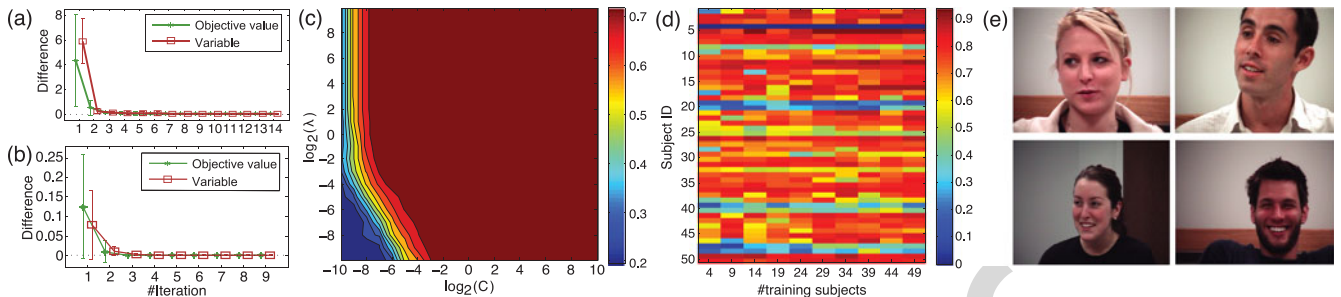 (a)
Difference
8
6
4
2
0
Objective value
Variable
1 2 3 4 5 6 7 8 9 10 11 12 13 14
(b)
Difference
0.25
0.2
0.15
0.1
0.05
0
Objective value
Variable
1 2 3 4 5 6 7 8 9
#Iteration
(c)
log2(λ)
8
6
4
2
0
−2
−4
−6
−8
−10 −8 −6 −4 −2 0 2 4 6 8 10
log2(C)
0.7
0.6
0.5
0.4
0.3
0.2
(d)
Subject ID
5
10
15
20
25
30
35
40
45
50
4 9 14 19 24 29 34 39 44 49
#training subjects
0.9
0.8
0.7
0.6
0.5
0.4
0.3
0.2
0.1
0
(e)